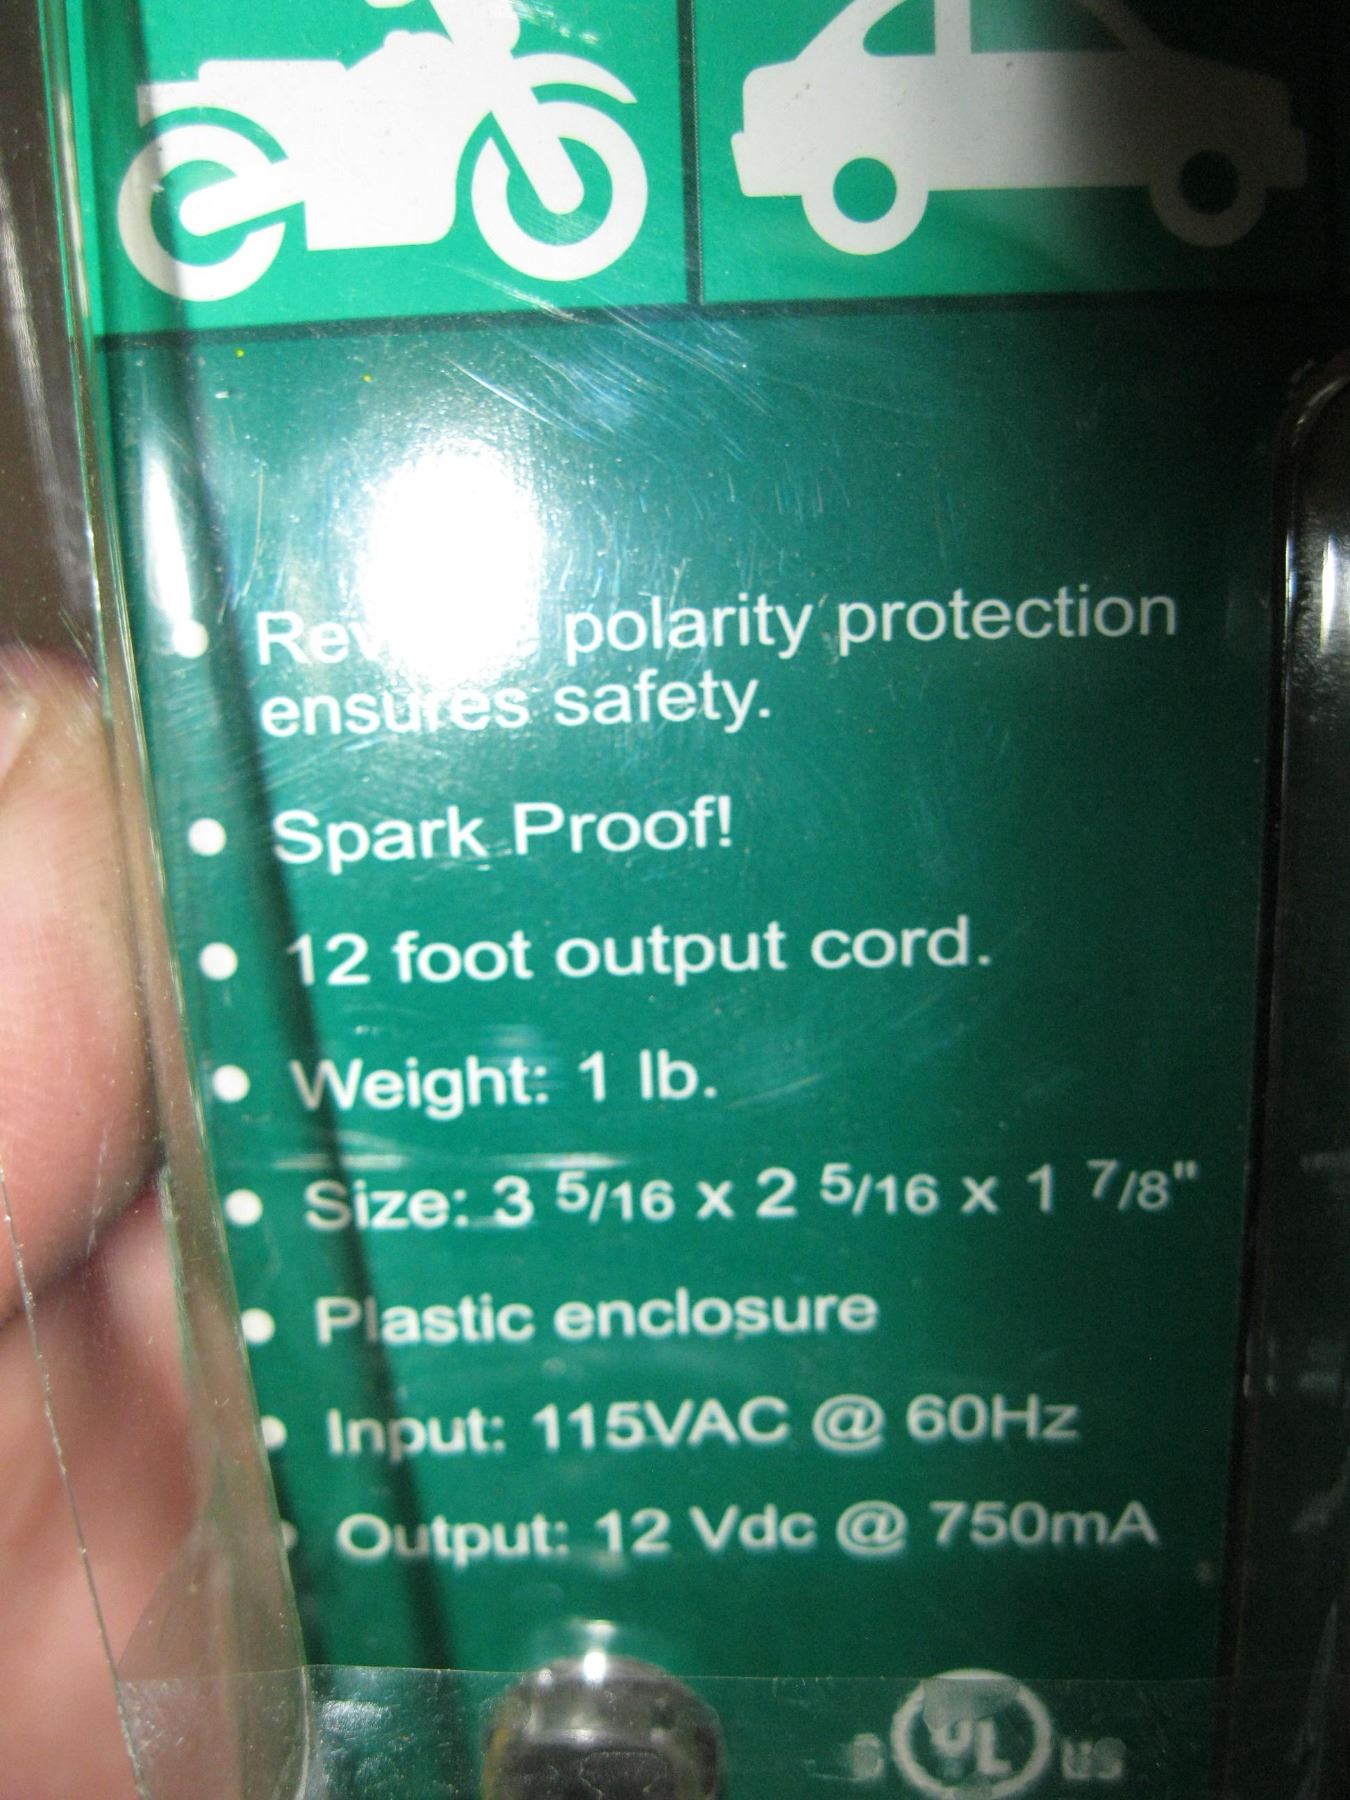 polarity protection
ensures safety.
• Spark Proof!
• 12 foot output cord.
• Weight: 1 lb.
• Size: 3 5/16 x 2 5/16 x 1 7/8"
• Plastic enclosure
• Input: 115VAC @ 60Hz
• Output: 12 Vdc @ 750mA
UL US